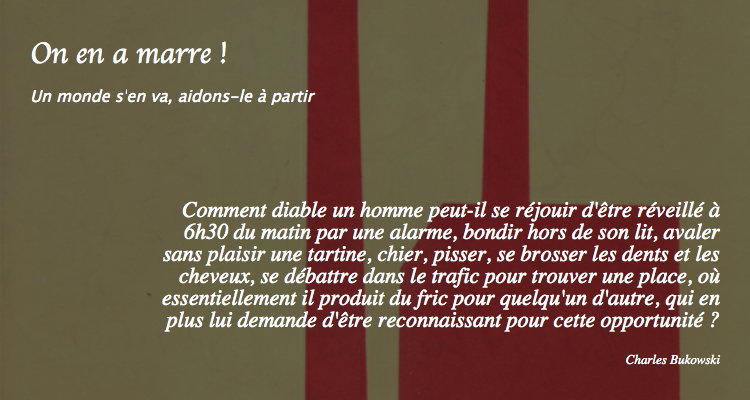 On en a marre !
Un monde s'en va, aidons-le à partir
Comment diable un homme peut-il se réjouir d'être réveillé à
6h30 du matin par une alarme, bondir hors de son lit, avaler
sans plaisir une tartine, chier, pisser, se brosser les dents et les
cheveux, se débattre dans le trafic pour trouver une place, où
essentiellement il produit du fric pour quelqu'un d'autre, qui en
plus lui demande d'être reconnaissant pour cette opportunité ?
Charles Bukowski